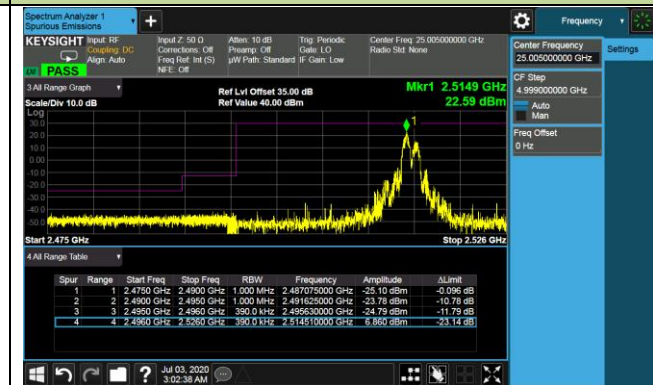 Spectrum Analyzer 1
Spurious Emissions
+
Frequency
KEYSIGHT
Input: RF
Coupling: DC
Align: Auto
Input Z: 50 Ω
Corrections: Off
Freq Ref: Int (S)
NFE: Off
Atten: 10 dB
Preamp: Off
µW Path: Standard
Trig: Periodic
Gate: LO
IF Gain: Low
Center Freq: 25.005000000 GHz
Radio Std: None
PASS
Center Frequency
25.005000000 GHz
Settings
CF Step
4.999000000 GHz
Auto
Man
Freq Offset
0 Hz
3 All Range Graph
Scale/Div 10.0 dB
Ref Lvl Offset 35.00 dB
Ref Value 40.00 dBm
Mkr1 2.5149 GHz
22.59 dBm
Log
30.0
20.0
10.0
0.00
-10.0
-20.0
-30.0
-40.0
-50.0
1
Start 2.475 GHz
Stop 2.526 GHz
4 All Range Table
Spur Range Start Freq Stop Freq RBW Frequency Amplitude ΔLimit
1 1 2.4750 GHz 2.4900 GHz 1.000 MHz 2.487075000 GHz -25.10 dBm -0.096 dB
2 2 2.4900 GHz 2.4950 GHz 1.000 MHz 2.491625000 GHz -23.78 dBm -10.78 dB
3 3 2.4950 GHz 2.4960 GHz 390.0 kHz 2.495630000 GHz -24.79 dBm -11.79 dB
4 4 2.4960 GHz 2.5260 GHz 390.0 kHz 2.514510000 GHz 6.860 dBm -23.14 dB
?
Jul 03, 2020
3:02:38 AM